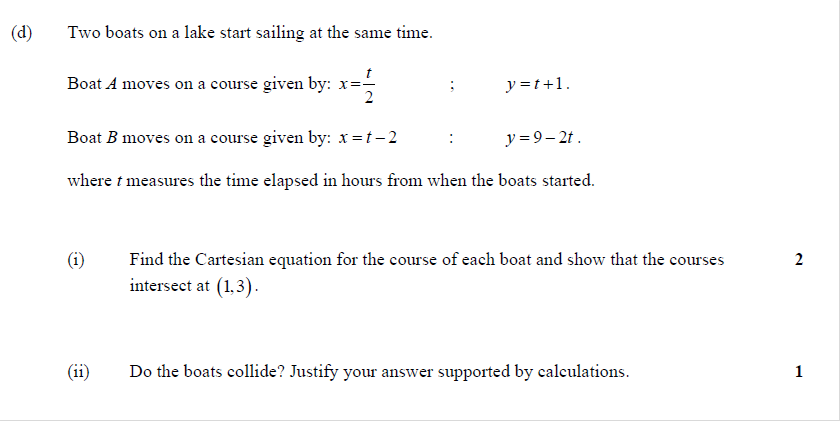 (d) Two boats on a lake start sailing at the same time.
Boat A moves on a course given by: x = t/2 ; y = t + 1.
Boat B moves on a course given by: x = t − 2 : y = 9 − 2t.
where t measures the time elapsed in hours from when the boats started.
(i) Find the Cartesian equation for the course of each boat and show that the courses 2
intersect at (1,3).
(ii) Do the boats collide? Justify your answer supported by calculations. 1